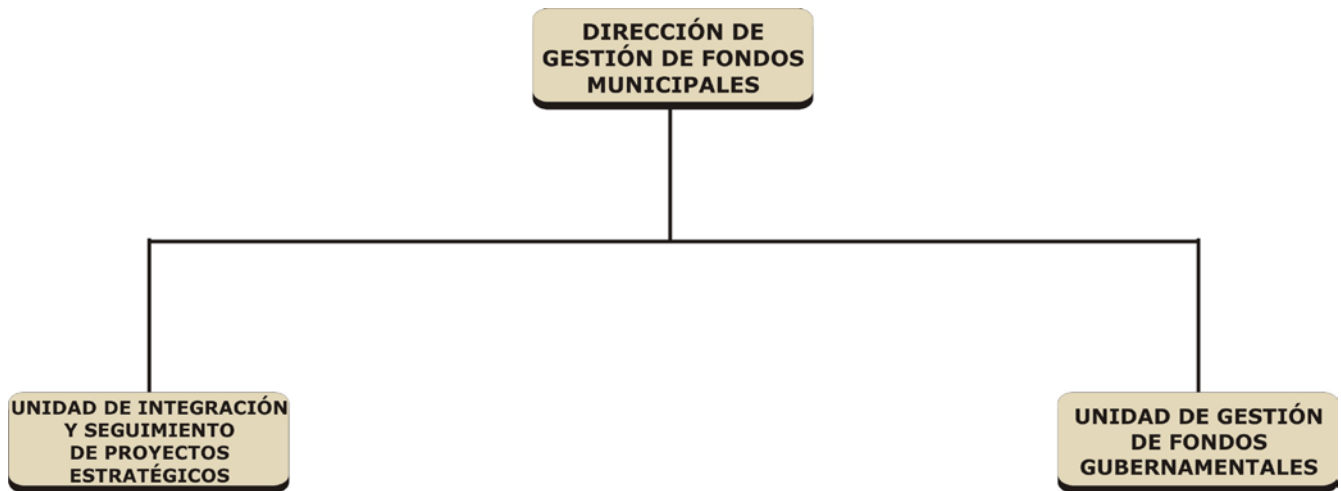 DIRECCIÓN DE
GESTIÓN DE FONDOS
MUNICIPALES
UNIDAD DE INTEGRACIÓN
Y SEGUIMIENTO
DE PROYECTOS
ESTRATÉGICOS
UNIDAD DE GESTIÓN
DE FONDOS
GUBERNAMENTALES